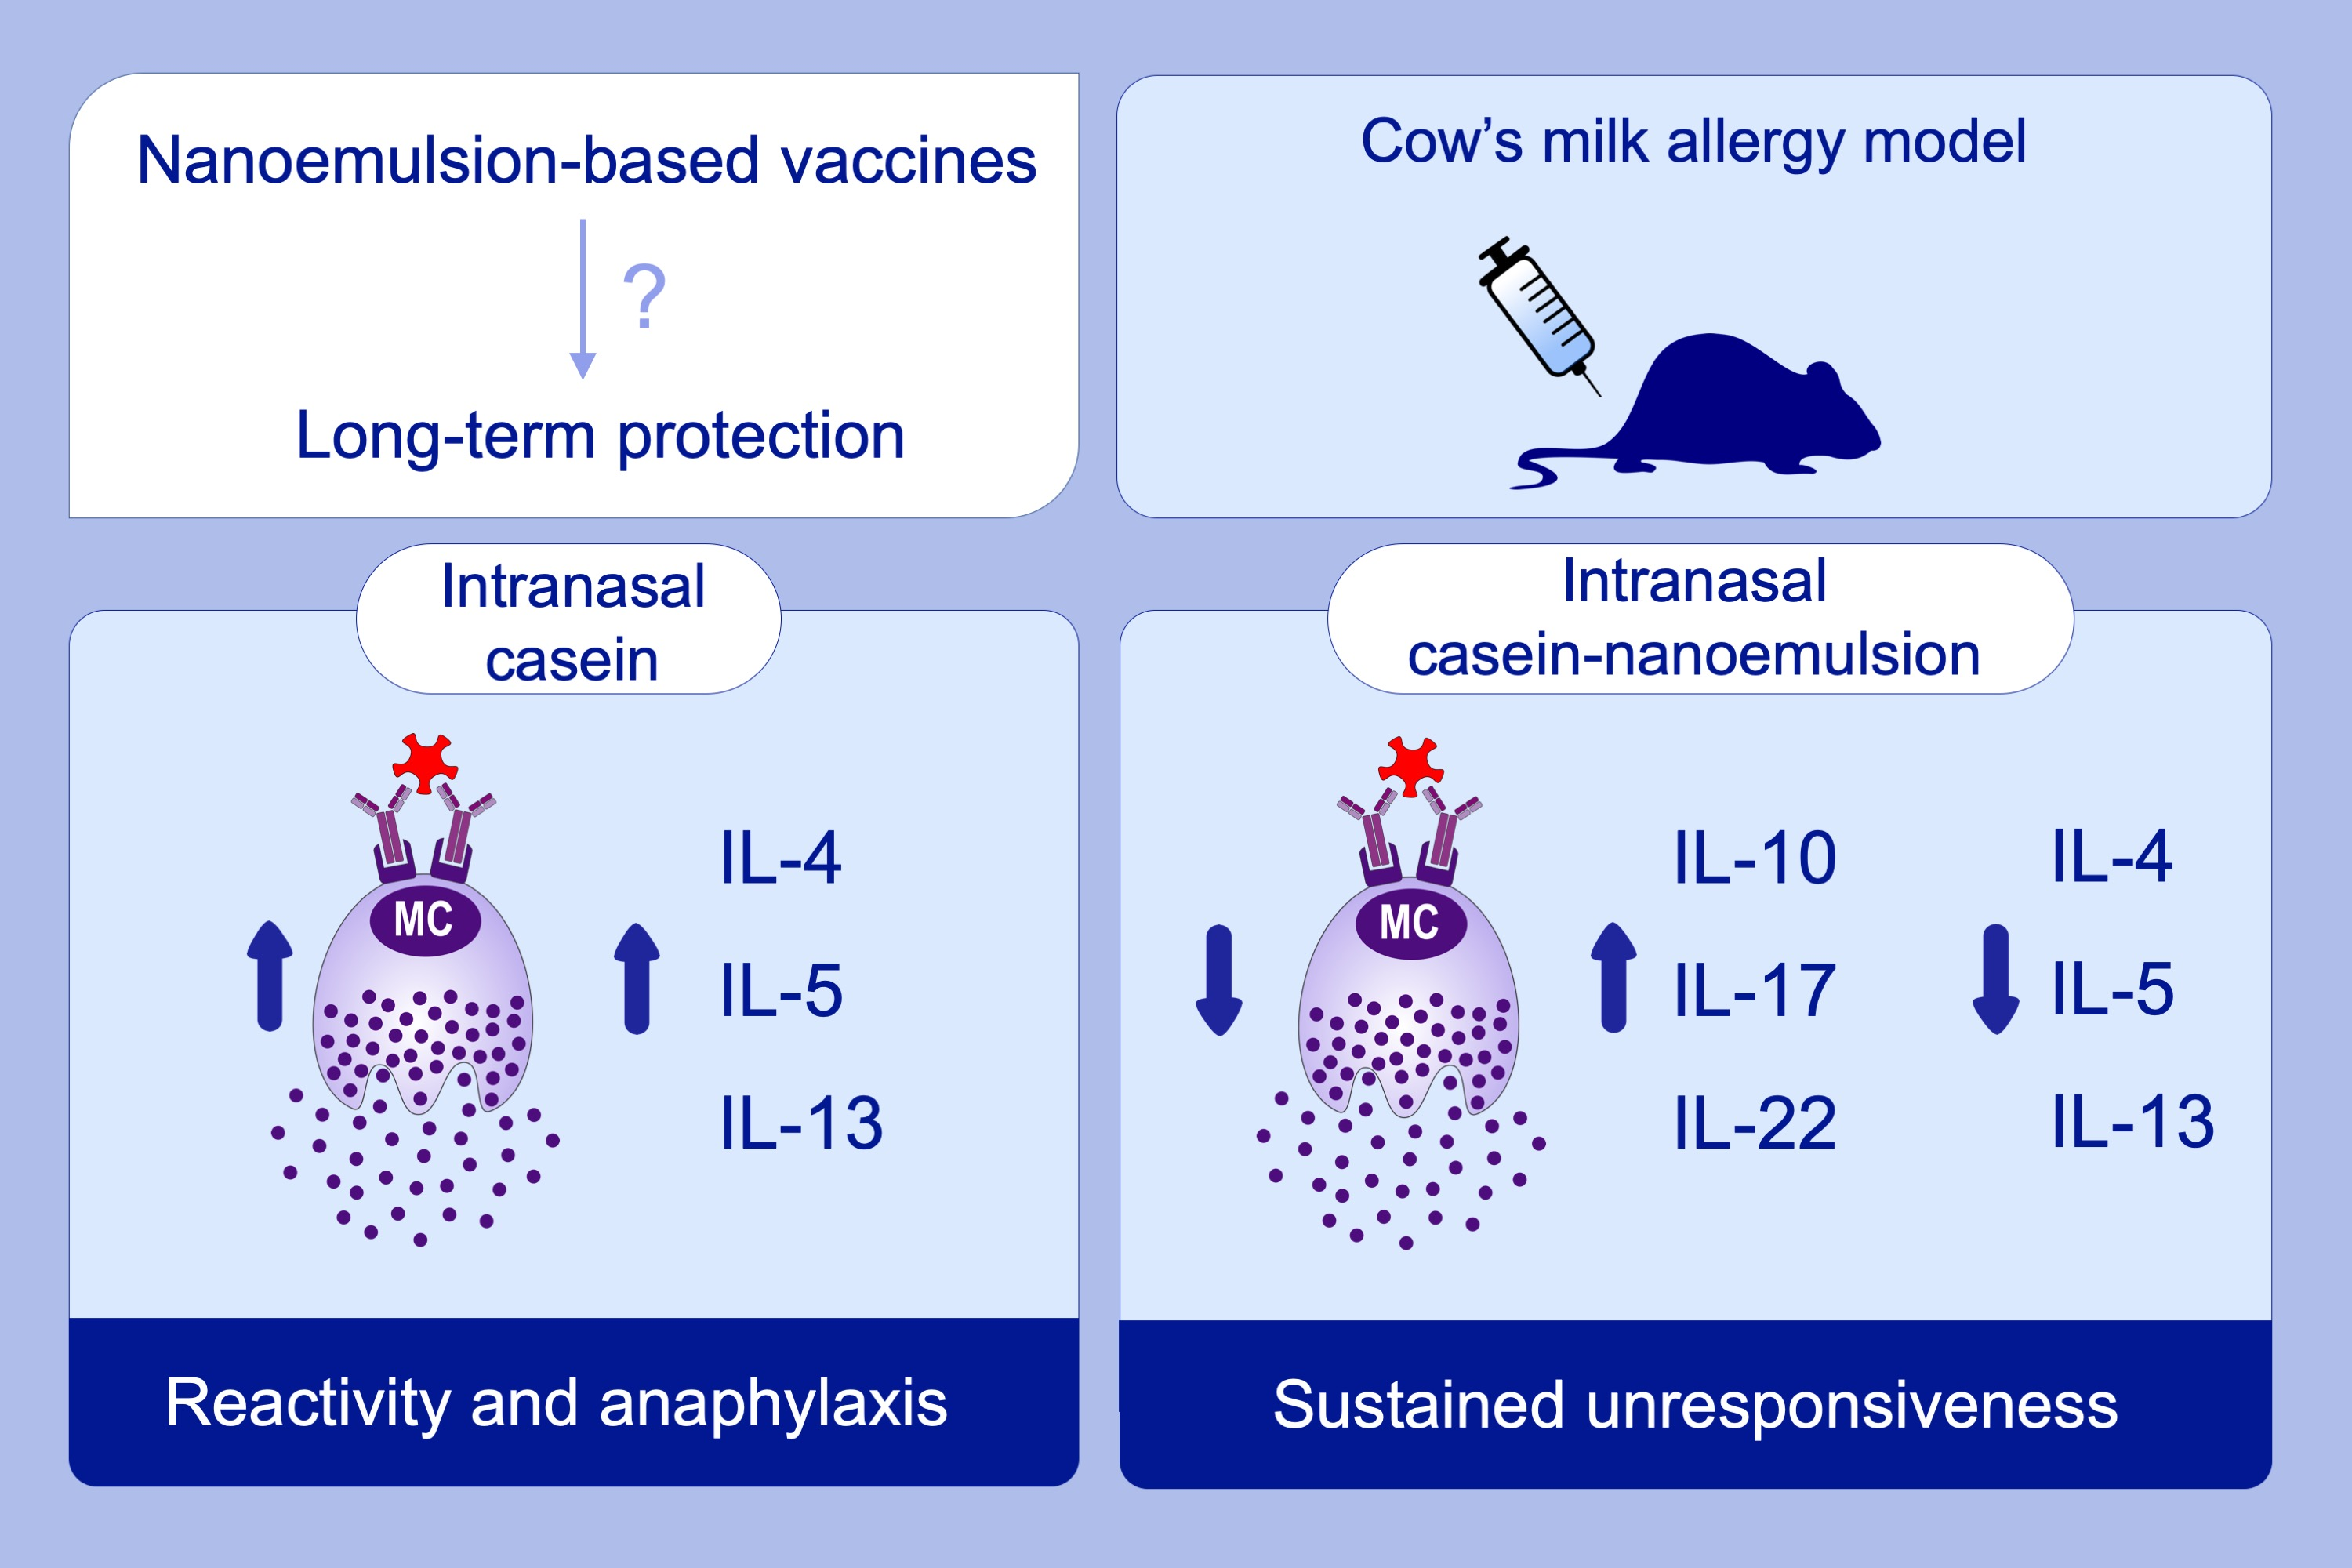 Nanoemulsion-based vaccines
?
Long-term protection
Cow’s milk allergy model
Intranasal
casein
MC
IL-4
IL-5
IL-13
Reactivity and anaphylaxis
Intranasal
casein-nanoemulsion
MC
IL-10
IL-17
IL-22
IL-4
IL-5
IL-13
Sustained unresponsiveness